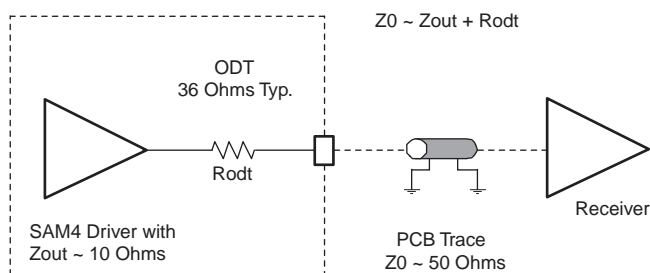 Z0 ~ Zout + Rodt
ODT
36 Ohms Typ.
Rodt
Receiver
SAM4 Driver with
Zout ~ 10 Ohms
PCB Trace
Z0 ~ 50 Ohms